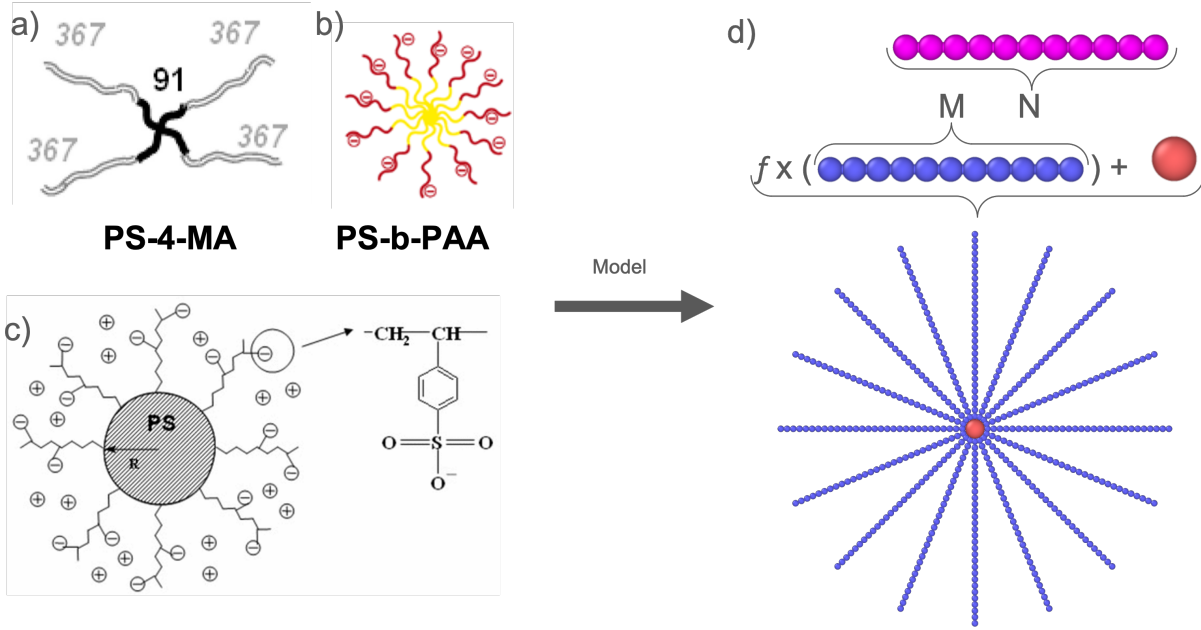 a)
367
367
91
367
367
PS-4-MA
b)
⊖ ⊖ ⊖ ⊖ ⊖ ⊖ ⊖ ⊖ ⊖ ⊖ ⊖
PS-b-PAA
c)
PS
R
−CH₂ CH
O=S=O
O⁻
Model
d)
N
M
f x ( ) +